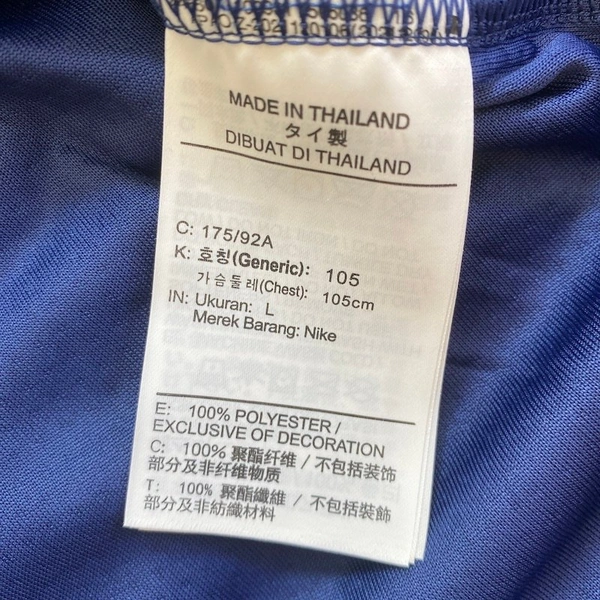 MADE IN THAILAND
タイ製
DIBUAT DI THAILAND
C: 175/92A
K: 호칭(Generic): 105
가슴둘레(Chest): 105cm
IN: Ukuran: L
Merek Barang: Nike
E: 100% POLYESTER /
EXCLUSIVE OF DECORATION
C: 100% 聚酯纤维 / 不包括装饰
部分及非纤维物质
T: 100% 聚酯纖維 / 不包括裝飾
部分及非紡織材料